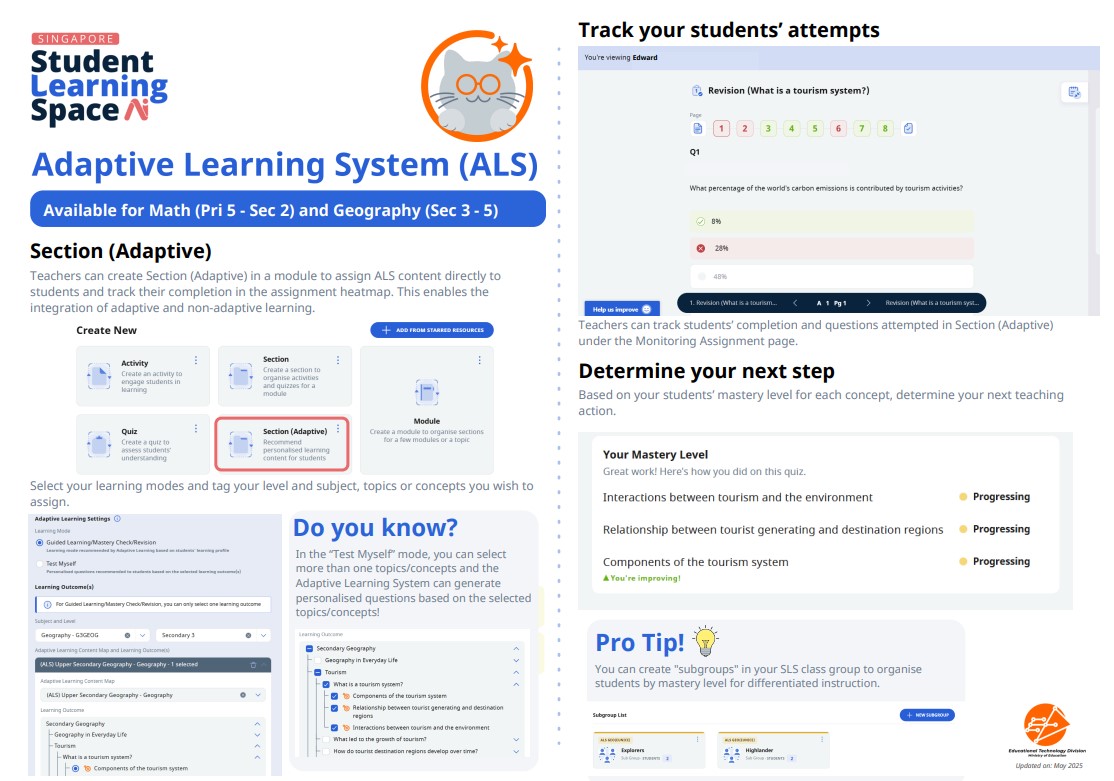 SINGAPORE
Student
Learning
Space Ai
Adaptive Learning System (ALS)
Available for Math (Pri 5 - Sec 2) and Geography (Sec 3 - 5)
Section (Adaptive)
Teachers can create Section (Adaptive) in a module to assign ALS content directly to
students and track their completion in the assignment heatmap. This enables the
integration of adaptive and non-adaptive learning.
Create New
ADD FROM STARRED RESOURCES
Activity
Create an activity to
engage students in
learning
Section
Create a section to
organise activities
and quizzes for a
module
Module
Create a module to organise sections
for a few modules or a topic
Quiz
Create a quiz to
assess students'
understanding
Section (Adaptive)
Recommend
personalised learning
content for students
Select your learning modes and tag your level and subject, topics or concepts you wish to
assign.
Adaptive Learning Settings
Learning Mode
Guided Learning/Mastery Check/Revision
Learning mode recommended by Adaptive Learning based on students' learning profile
Test Myself
Personalised questions recommended to students based on the selected learning outcome(s)
Learning Outcome(s)
For Guided Learning/Mastery Check/Revision, you can only select one learning outcome
Subject and Level
Geography - G3GEOG
Secondary 3
Adaptive Learning Content Map and Learning Outcome(s)
(ALS) Upper Secondary Geography - Geography - 1 selected
Adaptive Learning Content Map
(ALS) Upper Secondary Geography - Geography
Learning Outcome
Secondary Geography
Geography in Everyday Life
Tourism
What is a tourism system?
Components of the tourism system
Do you know?
In the “Test Myself” mode, you can select
more than one topics/concepts and the
Adaptive Learning System can generate
personalised questions based on the selected
topics/concepts!
Learning Outcome
Secondary Geography
Geography in Everyday Life
Tourism
What is a tourism system?
Components of the tourism system
Relationship between tourist generating and destination
regions
Interactions between tourism and the environment
What led to the growth of tourism?
How do tourist destination regions develop over time?
Track your students’ attempts
You're viewing Edward
Revision (What is a tourism system?)
Page
1 2 3 4 5 6 7 8
Q1
What percentage of the world's carbon emissions is contributed by tourism activities?
8%
28%
48%
Help us improve
1. Revision (What is a tourism...
A 1 Pg 1
Revision (What is a tourism syst...
Teachers can track students’ completion and questions attempted in Section (Adaptive)
under the Monitoring Assignment page.
Determine your next step
Based on your students’ mastery level for each concept, determine your next teaching
action.
Your Mastery Level
Great work! Here's how you did on this quiz.
Interactions between tourism and the environment Progressing
Relationship between tourist generating and destination regions Progressing
Components of the tourism system Progressing
You're improving!
Pro Tip!
You can create "subgroups" in your SLS class group to organise
students by mastery level for differentiated instruction.
Subgroup List
NEW SUBGROUP
Explorers
Sub Group · STUDENTS 2
Highlander
Sub Group · STUDENTS 2
Educational Technology Division
Ministry of Education
Updated on: May 2025